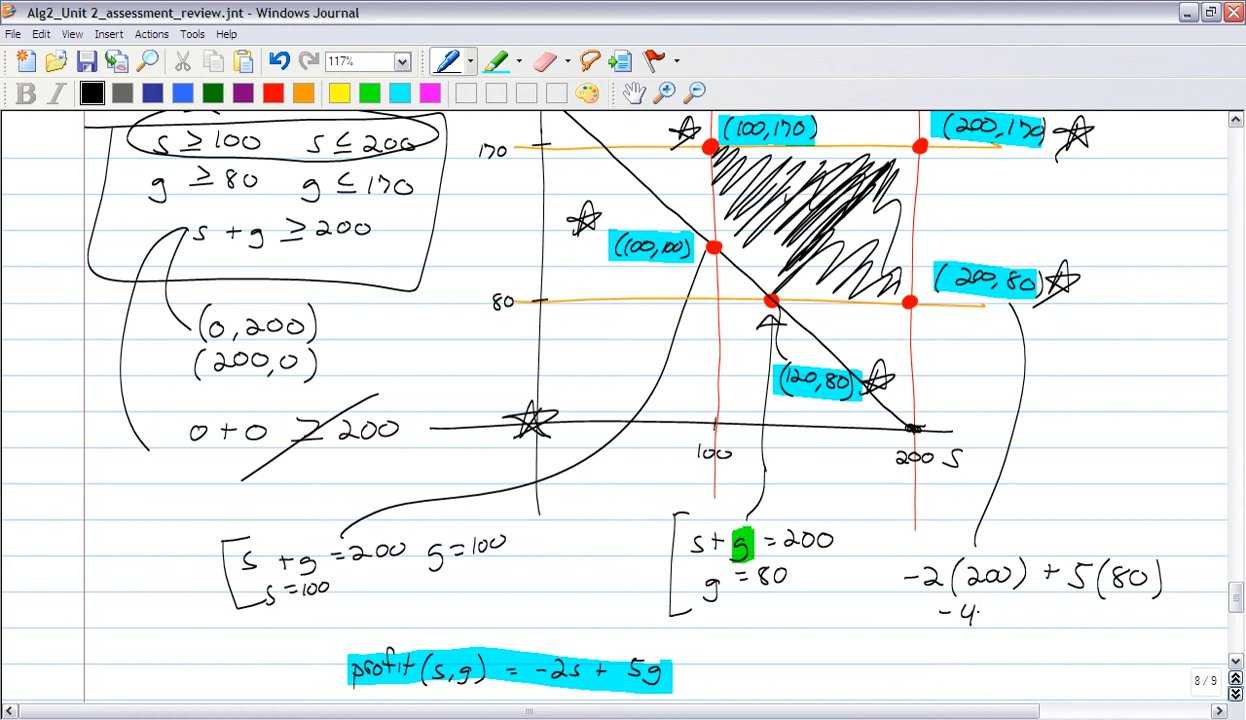 Alg2_Unit 2_assessment_review.jnt - Windows Journal
File Edit View Insert Actions Tools Help
117%
B I
s ≥ 100 s ≤ 200
g ≥ 80 g ≤ 170
s + g ≥ 200
(0,200)
(200,0)
0 + 0 ≥ 200
170
(100,170)
(200,170)
(100,100)
80
(200,80)
(120,80)
100
200 S
s + g = 200 g = 100
s = 100
s + g = 200
g = 80
-2(200) + 5(80)
-4
profit(s,g) = -2s + 5g
8 / 9